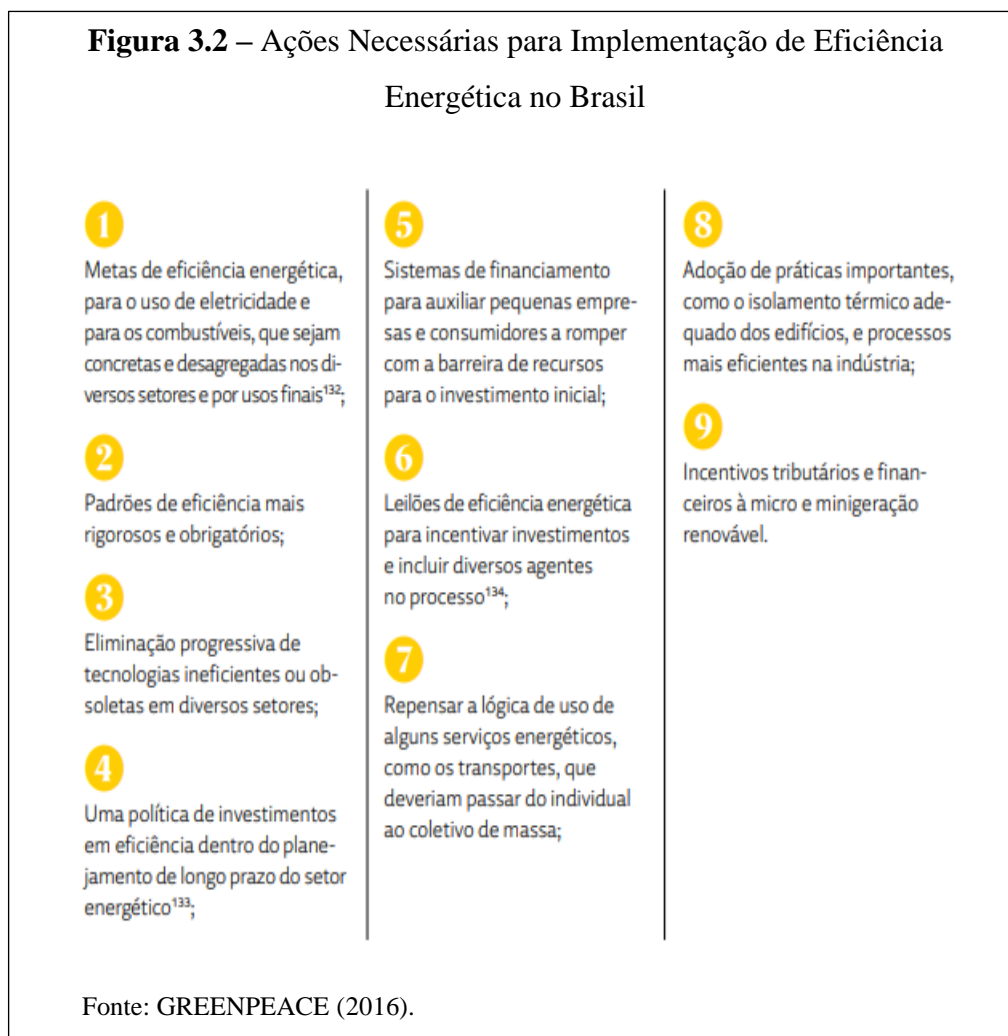 Figura 3.2 – Ações Necessárias para Implementação de Eficiência
Energética no Brasil
1
Metas de eficiência energética,
para o uso de eletricidade e
para os combustíveis, que sejam
concretas e desagregadas nos di-
versos setores e por usos finais¹³²;
2
Padrões de eficiência mais
rigorosos e obrigatórios;
3
Eliminação progressiva de
tecnologias ineficientes ou ob-
soletas em diversos setores;
4
Uma política de investimentos
em eficiência dentro do plane-
jamento de longo prazo do setor
energético¹³³;
5
Sistemas de financiamento
para auxiliar pequenas empre-
sas e consumidores a romper
com a barreira de recursos
para o investimento inicial;
6
Leilões de eficiência energética
para incentivar investimentos
e incluir diversos agentes
no processo¹³⁴;
7
Repensar a lógica de uso de
alguns serviços energéticos,
como os transportes, que
deveriam passar do individual
ao coletivo de massa;
8
Adoção de práticas importantes,
como o isolamento térmico ade-
quado dos edifícios, e processos
mais eficientes na indústria;
9
Incentivos tributários e finan-
ceiros à micro e minigeração
renovável.
Fonte: GREENPEACE (2016).